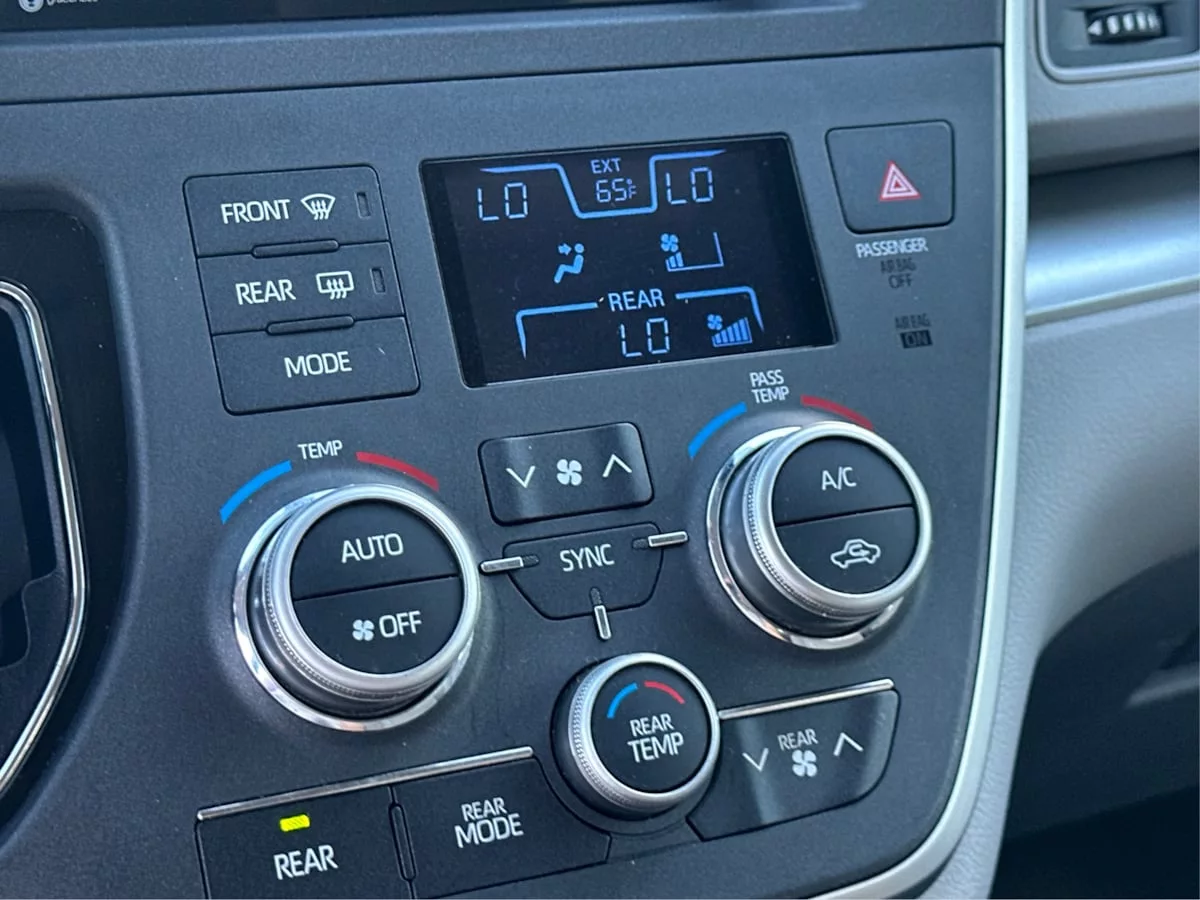 FRONT
REAR
MODE
EXT
LO 65°F LO
REAR
LO
PASSENGER
AIR BAG
OFF
AIR BAG
ON
TEMP
PASS
TEMP
AUTO
OFF
SYNC
A/C
REAR
TEMP
REAR
REAR
REAR
MODE